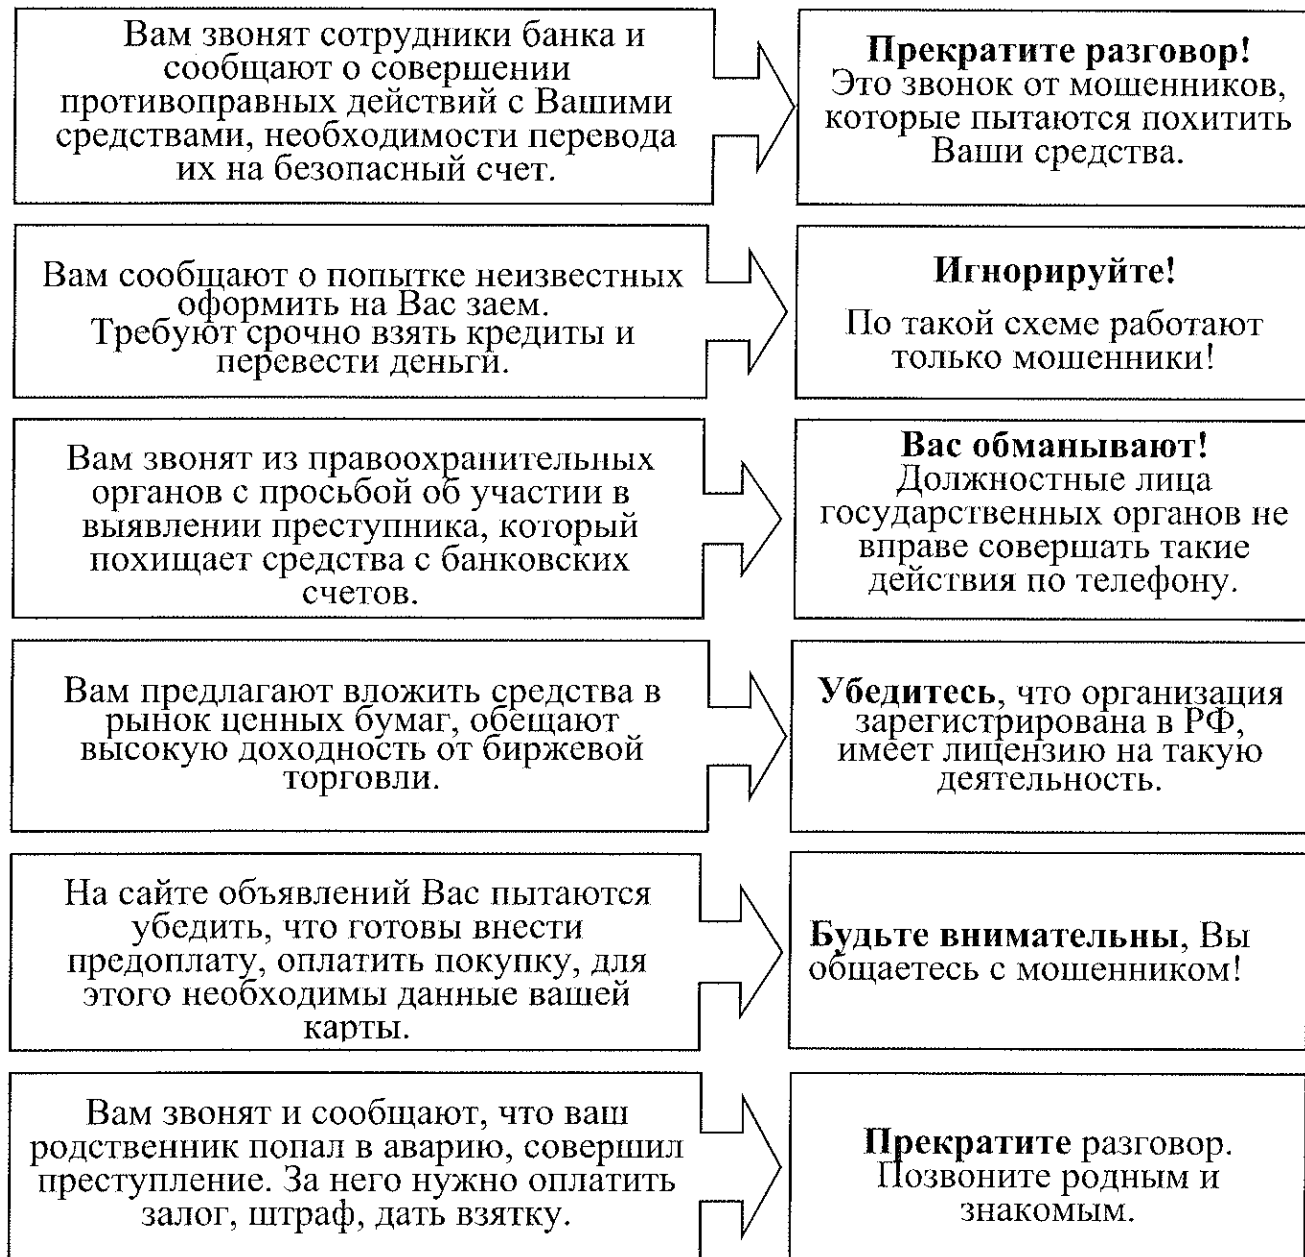 Вам звонят сотрудники банка и
сообщают о совершении
противоправных действий с Вашими
средствами, необходимости перевода
их на безопасный счет.
Прекратите разговор!
Это звонок от мошенников,
которые пытаются похитить
Ваши средства.
Вам сообщают о попытке неизвестных
оформить на Вас заем.
Требуют срочно взять кредиты и
перевести деньги.
Игнорируйте!
По такой схеме работают
только мошенники!
Вам звонят из правоохранительных
органов с просьбой об участии в
выявлении преступника, который
похищает средства с банковских
счетов.
Вас обманывают!
Должностные лица
государственных органов не
вправе совершать такие
действия по телефону.
Вам предлагают вложить средства в
рынок ценных бумаг, обещают
высокую доходность от биржевой
торговли.
Убедитесь, что организация
зарегистрирована в РФ,
имеет лицензию на такую
деятельность.
На сайте объявлений Вас пытаются
убедить, что готовы внести
предоплату, оплатить покупку, для
этого необходимы данные вашей
карты.
Будьте внимательны, Вы
общаетесь с мошенником!
Вам звонят и сообщают, что ваш
родственник попал в аварию, совершил
преступление. За него нужно оплатить
залог, штраф, дать взятку.
Прекратите разговор.
Позвоните родным и
знакомым.